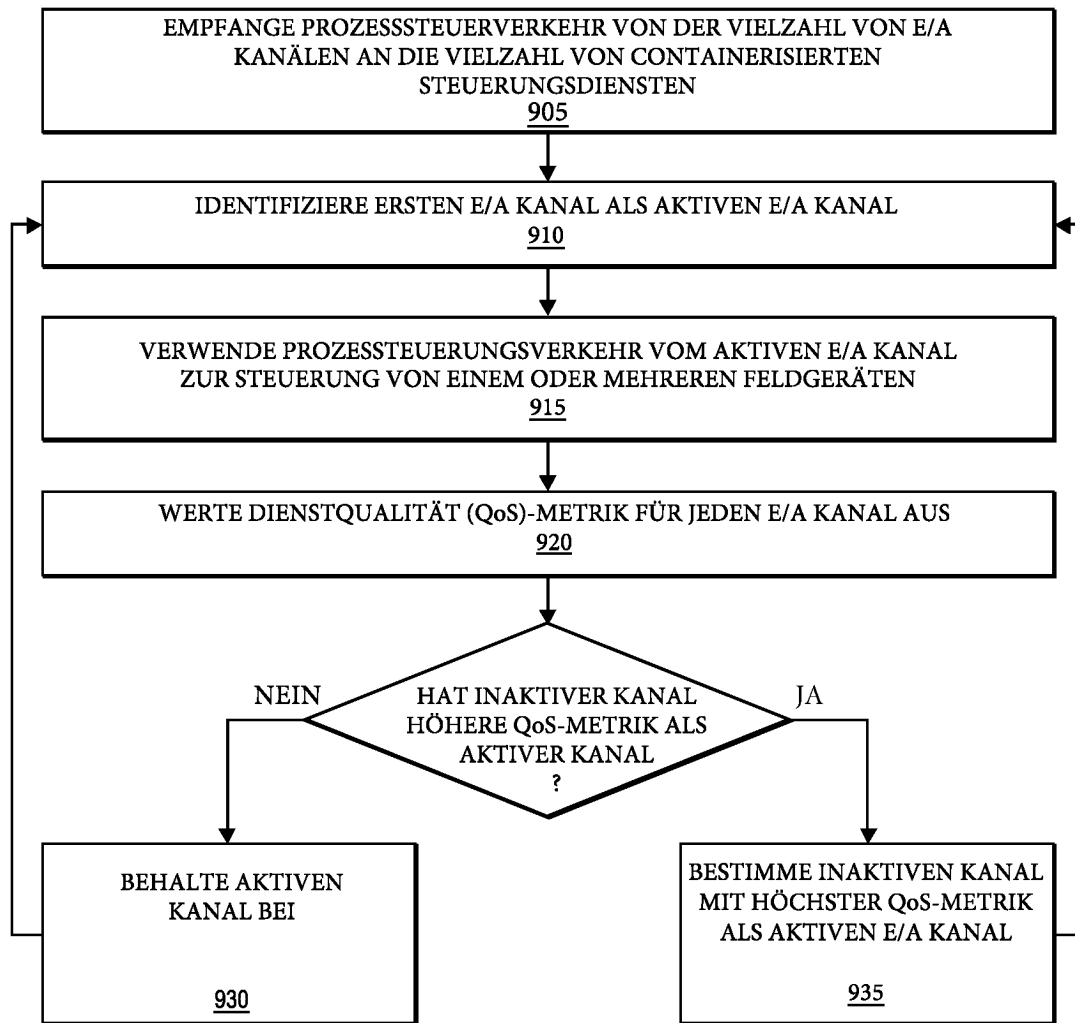 EMPFANGE PROZESSSTEUERVERKEHR VON DER VIELZAHL VON E/A
KANÄLEN AN DIE VIELZAHL VON CONTAINERISIERTEN
STEUERUNGSDIENSTEN
905
IDENTIFIZIERE ERSTEN E/A KANAL ALS AKTIVEN E/A KANAL
910
VERWENDE PROZESSTEUERUNGSVERKEHR VOM AKTIVEN E/A KANAL
ZUR STEUERUNG VON EINEM ODER MEHREREN FELDGERÄTEN
915
WERTE DIENSTQUALITÄT (QoS)-METRIK FÜR JEDEN E/A KANAL AUS
920
NEIN
HAT INAKTIVER KANAL
HÖHERE QoS-METRIK ALS
AKTIVER KANAL
?
JA
BEHALTE AKTIVEN
KANAL BEI
930
BESTIMME INAKTIVEN KANAL
MIT HÖCHSTER QoS-METRIK
ALS AKTIVEN E/A KANAL
935